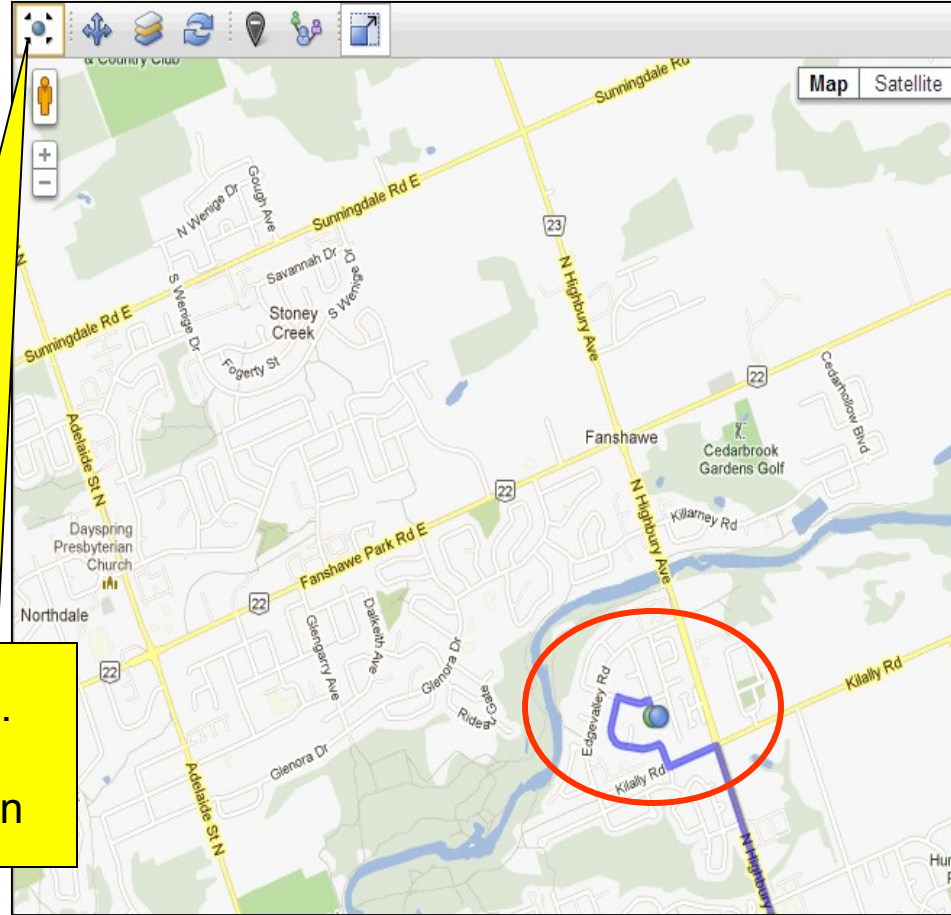 & Country Club
Sunningdale Rd
Map Satellite
+
−
N Wenige Dr
Gough Ave
Sunningdale Rd E
23
N
Savannah Dr
S Wenige Dr
S Wenige Dr
Stoney
Creek
N Highbury Ave
Sunningdale Rd E
Fogerty St
22
Cedarhollow Blvd
Adelaide St N
Fanshawe
Cedarbrook
Gardens Golf
22
N Highbury Ave
Killarney Rd
Dayspring
Presbyterian
Church
Fanshawe Park Rd E
Northdale
22
Glengarry Ave
Dalkeith Ave
Glenora Dr
22
Edgevalley Rd
Kilally Rd
Gate
Glenora Dr
Kilally Rd
Adelaide St N
N Highbury
.
n